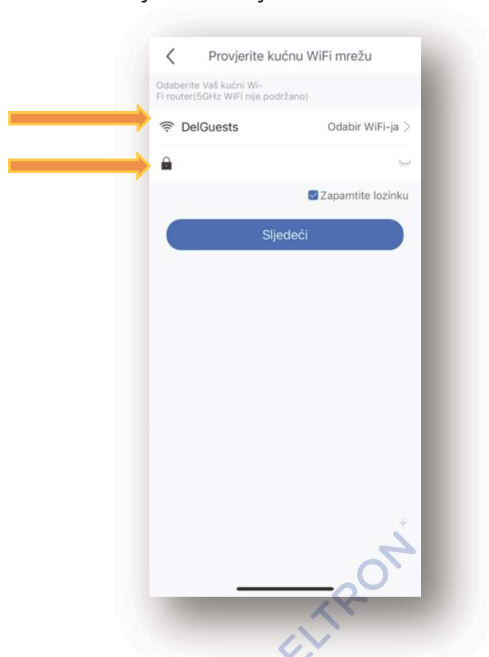 Provjerite kućnu WiFi mrežu
Odaberite Vaš kućni Wi-
Fi router(5GHz WiFi nije podržano)
DelGuests Odabir WiFi-ja >
Zapamtite lozinku
Sljedeći
ELTRON